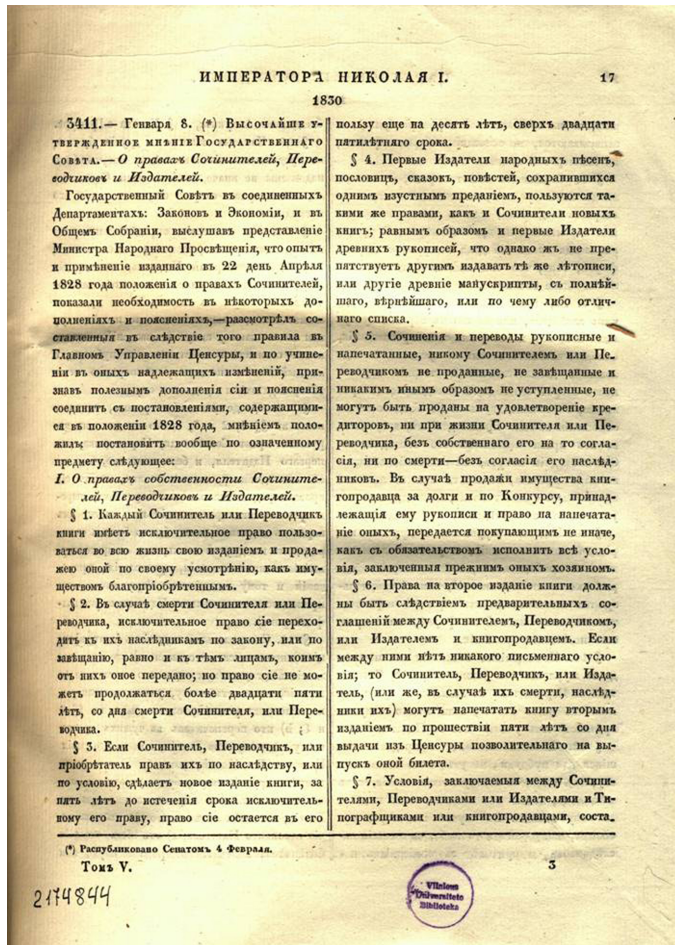 ИМПЕРАТОРА НИКОЛАЯ I.
17
1830
3411.— Генваря 8. (*) Высочайше у-
твержденное мнѣніе Государственнаго
Совѣта.— О правахъ Сочинителей, Пере-
водчиковъ и Издателей.
Государственный Совѣтъ въ соединенныхъ
Департаментахъ: Законовъ и Экономіи, и въ
Общемъ Собраніи, выслушавъ представленіе
Министра Народнаго Просвѣщенія, что опытъ
и примѣненіе изданнаго въ 22 день Апрѣля
1828 года положенія о правахъ Сочинителей,
показали необходимость въ нѣкоторыхъ до-
полненіяхъ и поясненіяхъ,—разсмотрѣлъ со-
ставленныя въ слѣдствіе того правила въ
Главномъ Управленіи Ценсуры, и по учине-
ніи въ оныхъ надлежащихъ измѣненій, при-
знавъ полезнымъ дополненія сіи и поясненія
соединить съ постановленіями, содержащими-
ся въ положеніи 1828 года, мнѣніемъ поло-
жилъ: постановить вообще по означенному
предмету слѣдующее:
I. О правахъ собственности Сочините-
лей, Переводчиковъ и Издателей.
§ 1. Каждый Сочинитель или Переводчикъ
книги имѣетъ исключительное право пользо-
ваться во всю жизнь свою изданіемъ и прода-
жею оной по своему усмотрѣнію, какъ иму-
ществомъ благопріобрѣтеннымъ.
§ 2. Въ случаѣ смерти Сочинителя или Пе-
реводчика, исключительное право сіе перехо-
дитъ къ ихъ наслѣдникамъ по закону, или по
завѣщанію, равно и къ тѣмъ лицамъ, коимъ
отъ нихъ оное передано; но право сіе не мо-
жетъ продолжаться болѣе двадцати пяти
лѣтъ, со дня смерти Сочинителя, или Пере-
водчика.
§ 3. Если Сочинитель, Переводчикъ, или
пріобрѣтатель правъ ихъ по наслѣдству, или
по условію, сдѣлаетъ новое изданіе книги, за
пять лѣтъ до истеченія срока исключитель-
ному его праву, право сіе остается въ его
пользу еще на десять лѣтъ, сверхъ двадцати
пятилѣтняго срока.
§ 4. Первые Издатели народныхъ пѣсенъ,
пословицъ, сказокъ, повѣстей, сохранившихся
однимъ изустнымъ преданіемъ, пользуются та-
кими же правами, какъ и Сочинители новыхъ
книгъ; равнымъ образомъ и первые Издатели
древнихъ рукописей, что однако жъ не пре-
пятствуетъ другимъ издавать тѣ же лѣтописи,
или другіе древніе манускрипты, съ полнѣй-
шаго, вѣрнѣйшаго, или по чему либо отлич-
наго списка.
§ 5. Сочиненія и переводы рукописные и
напечатанные, никому Сочинителемъ или Пе-
реводчикомъ не проданные, не завѣщанные и
никакимъ инымъ образомъ не уступленные, не
могутъ быть проданы на удовлетвореніе кре-
диторовъ, ни при жизни Сочинителя или Пе-
реводчика, безъ собственнаго его на то согла-
сія, ни по смерти—безъ согласія его наслѣд-
никовъ. Въ случаѣ продажи имущества кни-
гопродавца за долги и по Конкурсу, принад-
лежащія ему рукописи и право на напечата-
ніе оныхъ, передается покупающимъ не иначе,
какъ съ обязательствомъ исполнить всѣ усло-
вія, заключенныя прежнимъ оныхъ хозяиномъ.
§ 6. Права на второе изданіе книги долж-
ны быть слѣдствіемъ предварительныхъ со-
глашеній между Сочинителемъ, Переводчикомъ,
или Издателемъ и книгопродавцемъ. Если
между ними нѣтъ никакого письменнаго усло-
вія; то Сочинитель, Переводчикъ, или Изда-
тель, (или же, въ случаѣ ихъ смерти, наслѣд-
ники ихъ) могутъ напечатать книгу вторымъ
изданіемъ по прошествіи пяти лѣтъ со дня
выдачи изъ Ценсуры позволительнаго на вы-
пускъ оной билета.
§ 7. Условія, заключаемыя между Сочини-
телями, Переводчиками или Издателями и Ти-
пографщиками или книгопродавцами, соста-
(*) Распубликовано Сенатомъ 4 Февраля.
Томъ V.
3
2174844
Vilniaus
Universiteto
Biblioteka